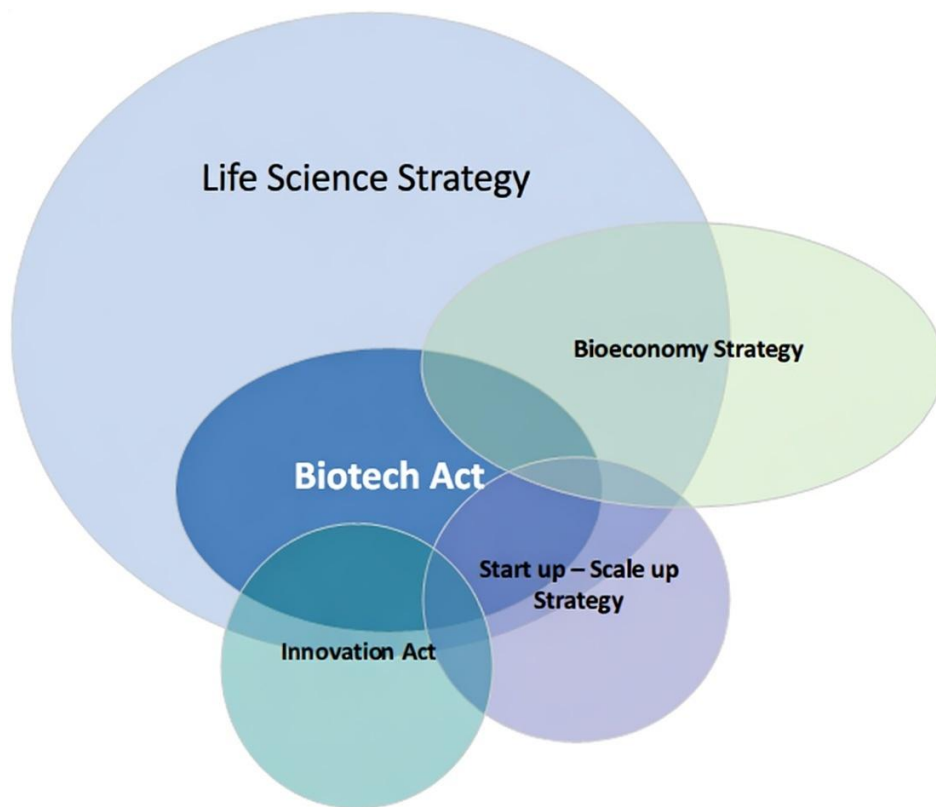 Life Science Strategy
Bioeconomy Strategy
Biotech Act
Start up – Scale up
Strategy
Innovation Act